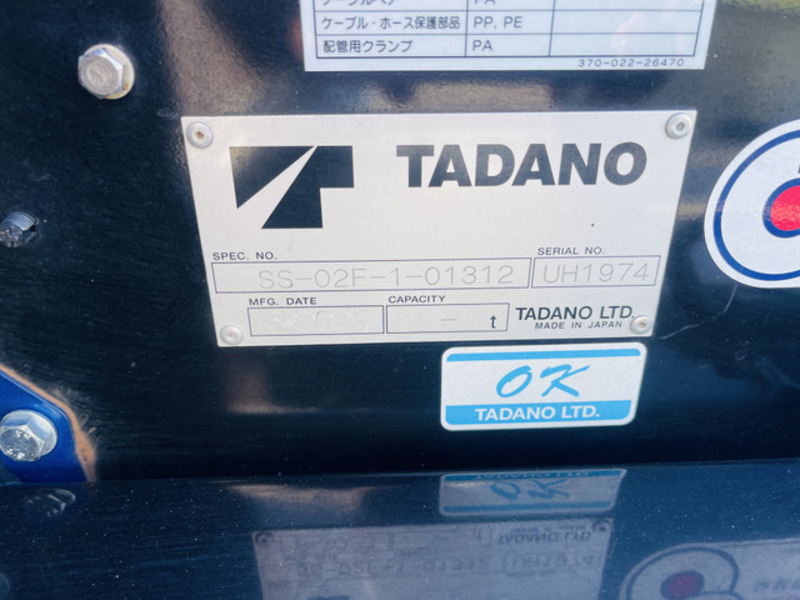 PA
ケーブル・ホース保護部品 PP, PE
配管用クランプ PA
370-022-26470
TADANO
SPEC. NO. SERIAL NO.
SS-02F-1-01312 UH1974
MFG. DATE CAPACITY
- t
TADANO LTD.
MADE IN JAPAN
OK
TADANO LTD.